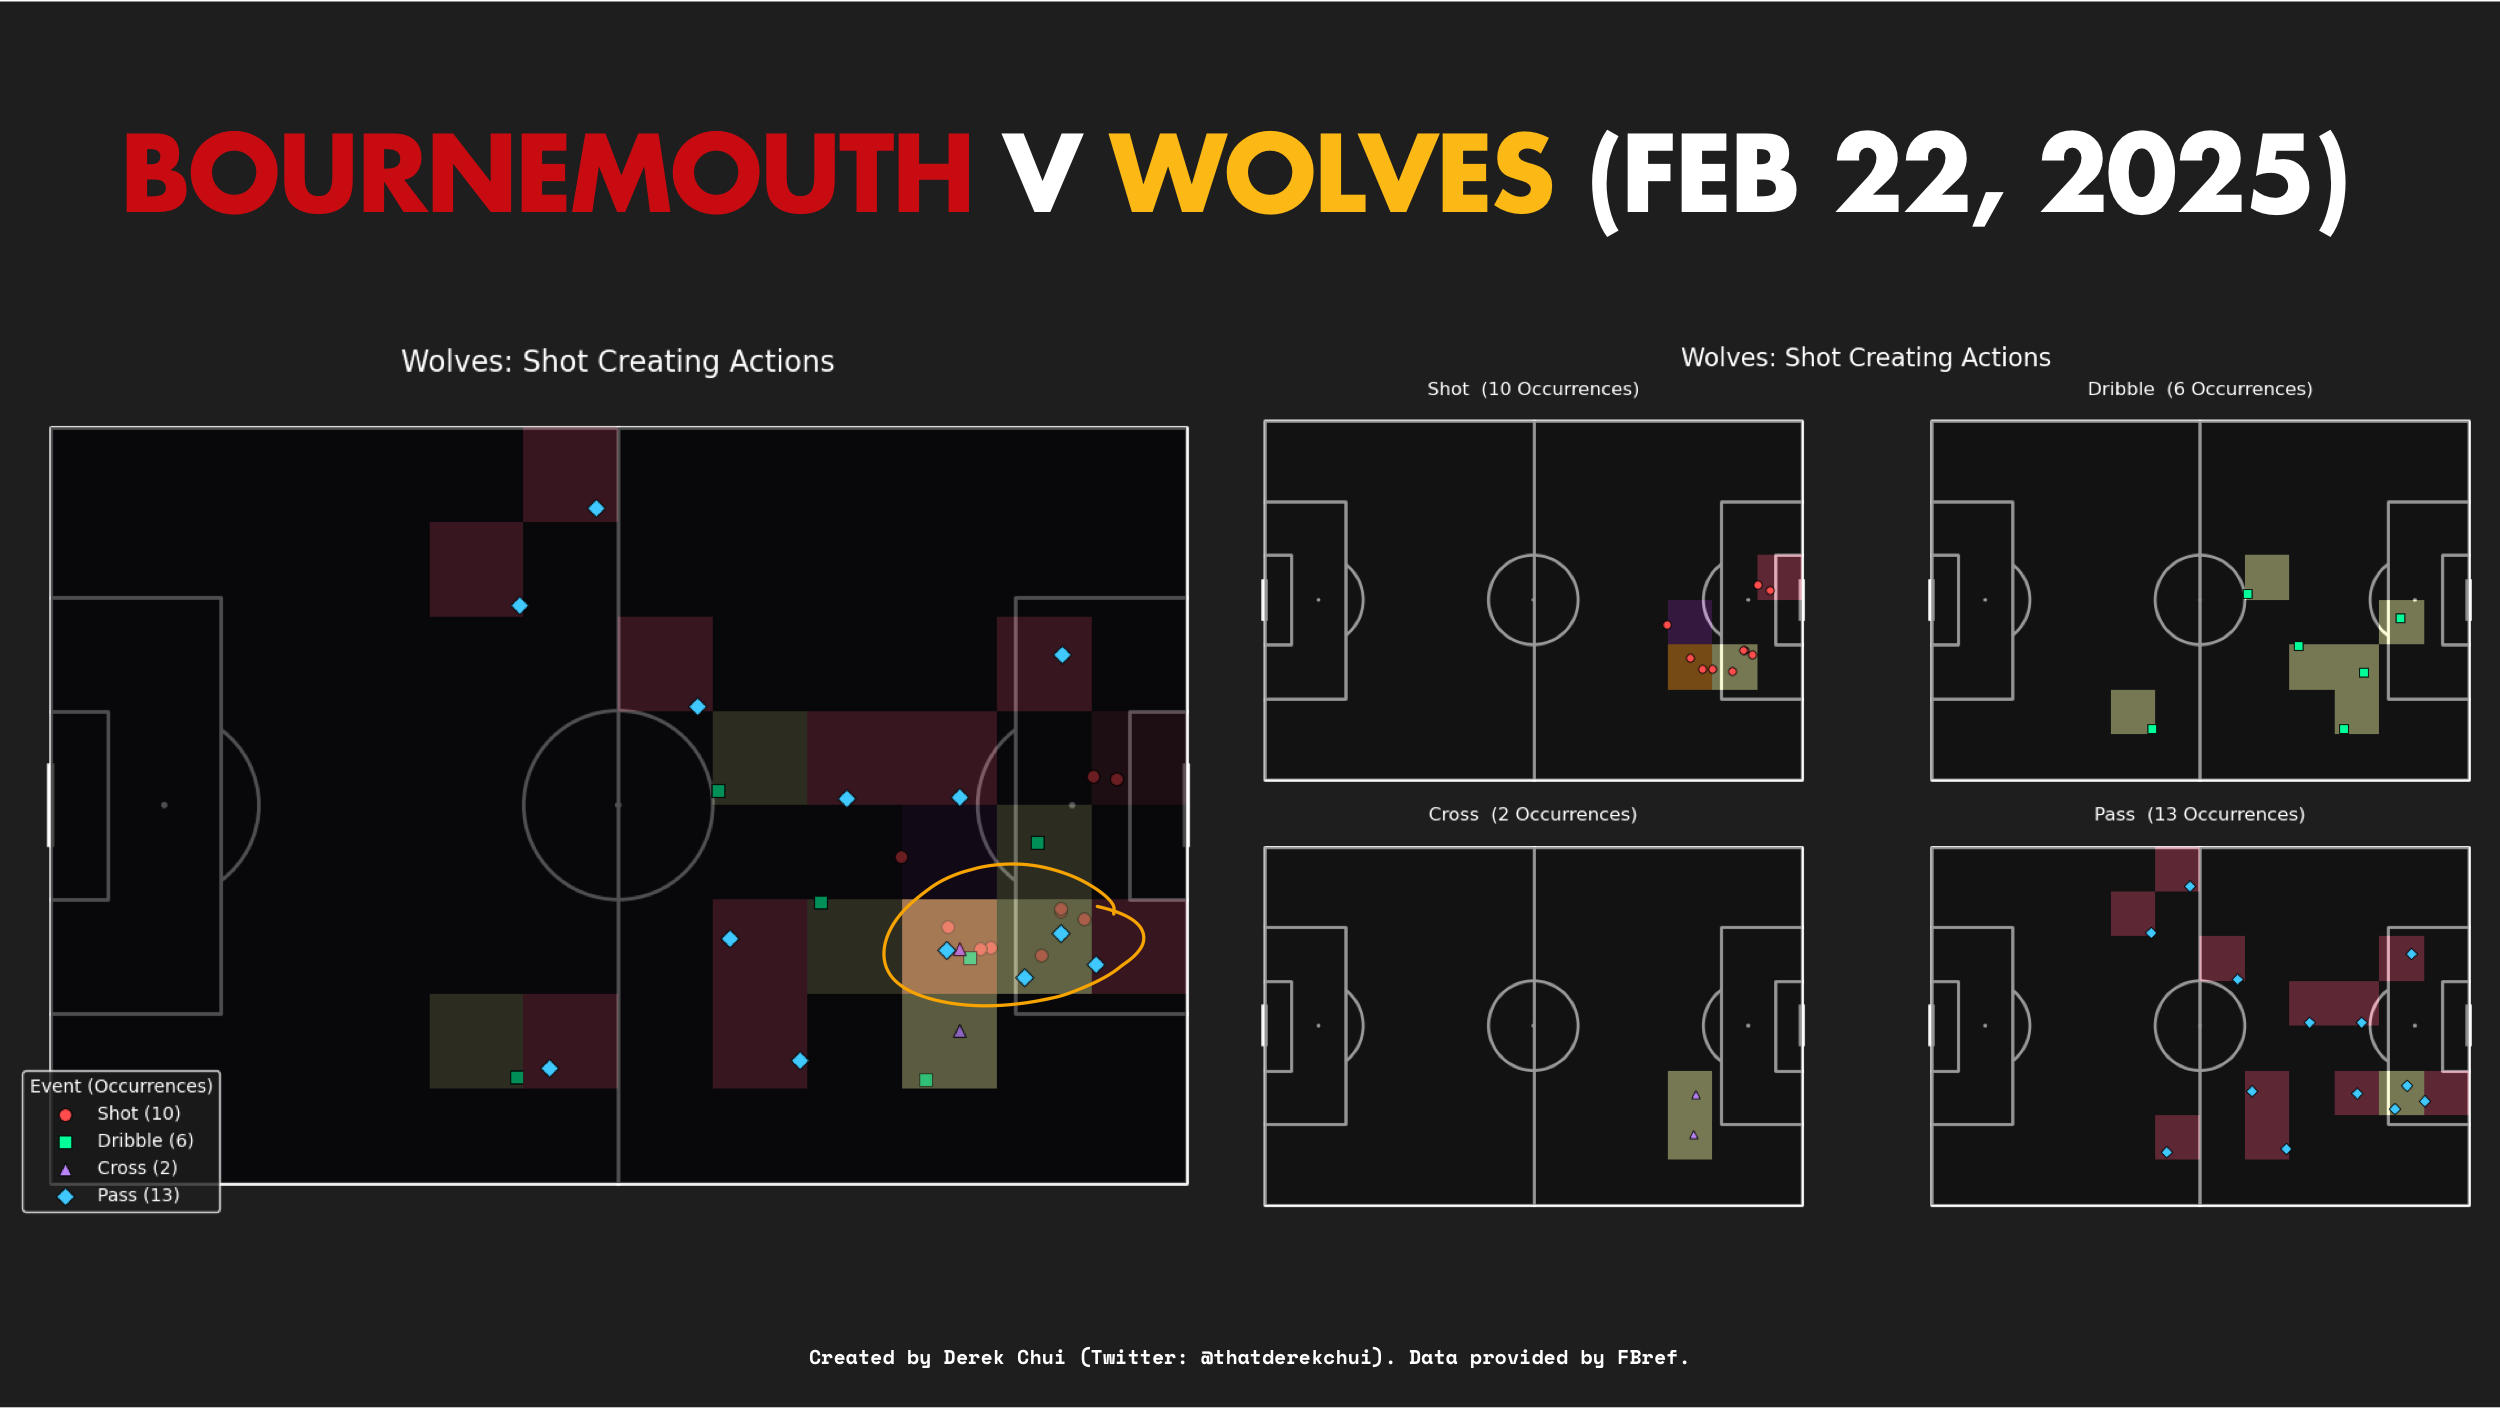 BOURNEMOUTH V WOLVES (FEB 22, 2025)
Wolves: Shot Creating Actions
Event (Occurrences)
Shot (10)
Dribble (6)
Cross (2)
Pass (13)
Wolves: Shot Creating Actions
Shot (10 Occurrences)
Dribble (6 Occurrences)
Cross (2 Occurrences)
Pass (13 Occurrences)
Created by Derek Chui (Twitter: @thatderekchui). Data provided by FBref.